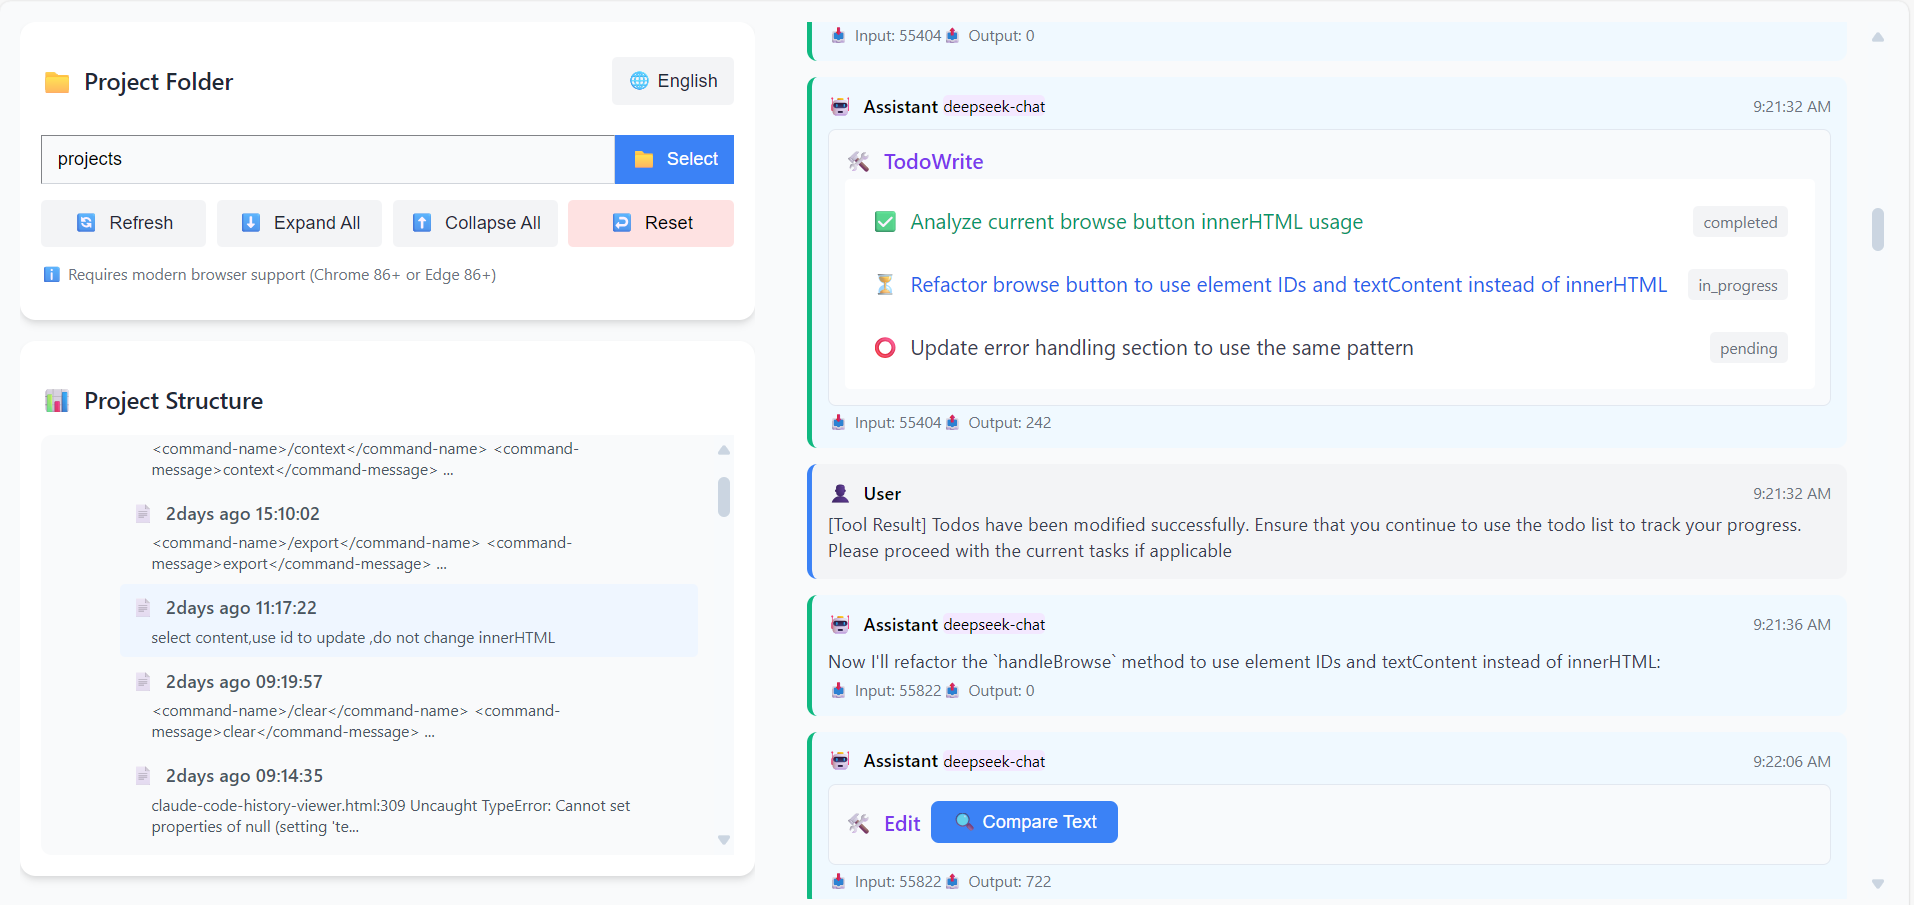 Project Folder
English
projects
Select
Refresh
Expand All
Collapse All
Reset
Requires modern browser support (Chrome 86+ or Edge 86+)
Project Structure
<command-name>/context</command-name> <command-
message>context</command-message> ...
2days ago 15:10:02
<command-name>/export</command-name> <command-
message>export</command-message> ...
2days ago 11:17:22
select content,use id to update ,do not change innerHTML
2days ago 09:19:57
<command-name>/clear</command-name> <command-
message>clear</command-message> ...
2days ago 09:14:35
claude-code-history-viewer.html:309 Uncaught TypeError: Cannot set
properties of null (setting 'te...
Input: 55404 Output: 0
Assistant deepseek-chat 9:21:32 AM
TodoWrite
Analyze current browse button innerHTML usage completed
Refactor browse button to use element IDs and textContent instead of innerHTML in_progress
Update error handling section to use the same pattern pending
Input: 55404 Output: 242
User 9:21:32 AM
[Tool Result] Todos have been modified successfully. Ensure that you continue to use the todo list to track your progress.
Please proceed with the current tasks if applicable
Assistant deepseek-chat 9:21:36 AM
Now I'll refactor the `handleBrowse` method to use element IDs and textContent instead of innerHTML:
Input: 55822 Output: 0
Assistant deepseek-chat 9:22:06 AM
Edit Compare Text
Input: 55822 Output: 722